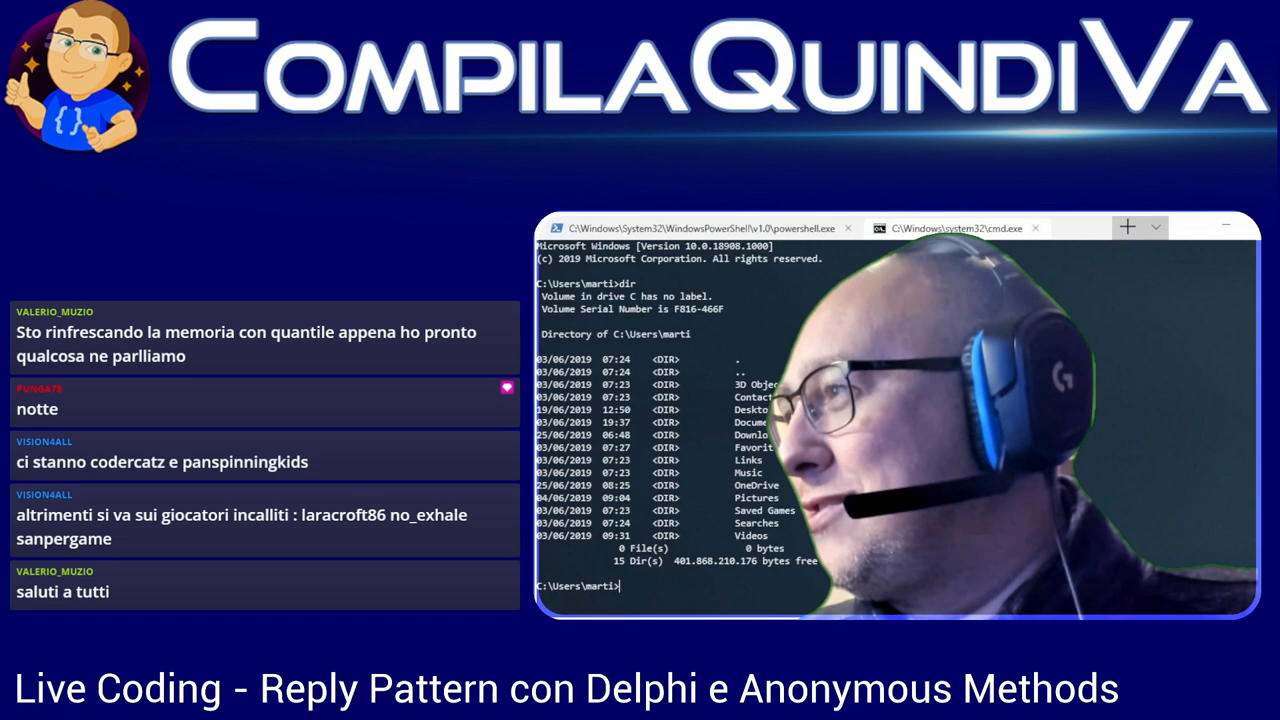 COMPILAQUINDIVA
{ }
VALERIO_MUZIO
Sto rinfrescando la memoria con quantile appena ho pronto
qualcosa ne parlliamo
PUNGA78
notte
VISION4ALL
ci stanno codercatz e panspinningkids
VISION4ALL
altrimenti si va sui giocatori incalliti : laracroft86 no_exhale
sanpergame
VALERIO_MUZIO
saluti a tutti
C:\Windows\System32\WindowsPowerShell\v1.0\powershell.exe
C:\Windows\system32\cmd.exe
Microsoft Windows [Version 10.0.18908.1000]
(c) 2019 Microsoft Corporation. All rights reserved.
C:\Users\marti>dir
Volume in drive C has no label.
Volume Serial Number is F816-466F
Directory of C:\Users\marti
03/06/2019 07:24 <DIR> .
03/06/2019 07:24 <DIR> ..
03/06/2019 07:23 <DIR> 3D Objec
03/06/2019 07:23 <DIR> Contact
19/06/2019 12:50 <DIR> Deskto
03/06/2019 19:37 <DIR> Docume
25/06/2019 06:48 <DIR> Downlo
03/06/2019 07:27 <DIR> Favorit
03/06/2019 07:23 <DIR> Links
03/06/2019 07:23 <DIR> Music
25/06/2019 08:25 <DIR> OneDrive
04/06/2019 09:04 <DIR> Pictures
03/06/2019 07:23 <DIR> Saved Games
03/06/2019 07:24 <DIR> Searches
03/06/2019 09:31 <DIR> Videos
0 File(s) 0 bytes
15 Dir(s) 401.868.210.176 bytes free
C:\Users\marti>
G
Live Coding - Reply Pattern con Delphi e Anonymous Methods